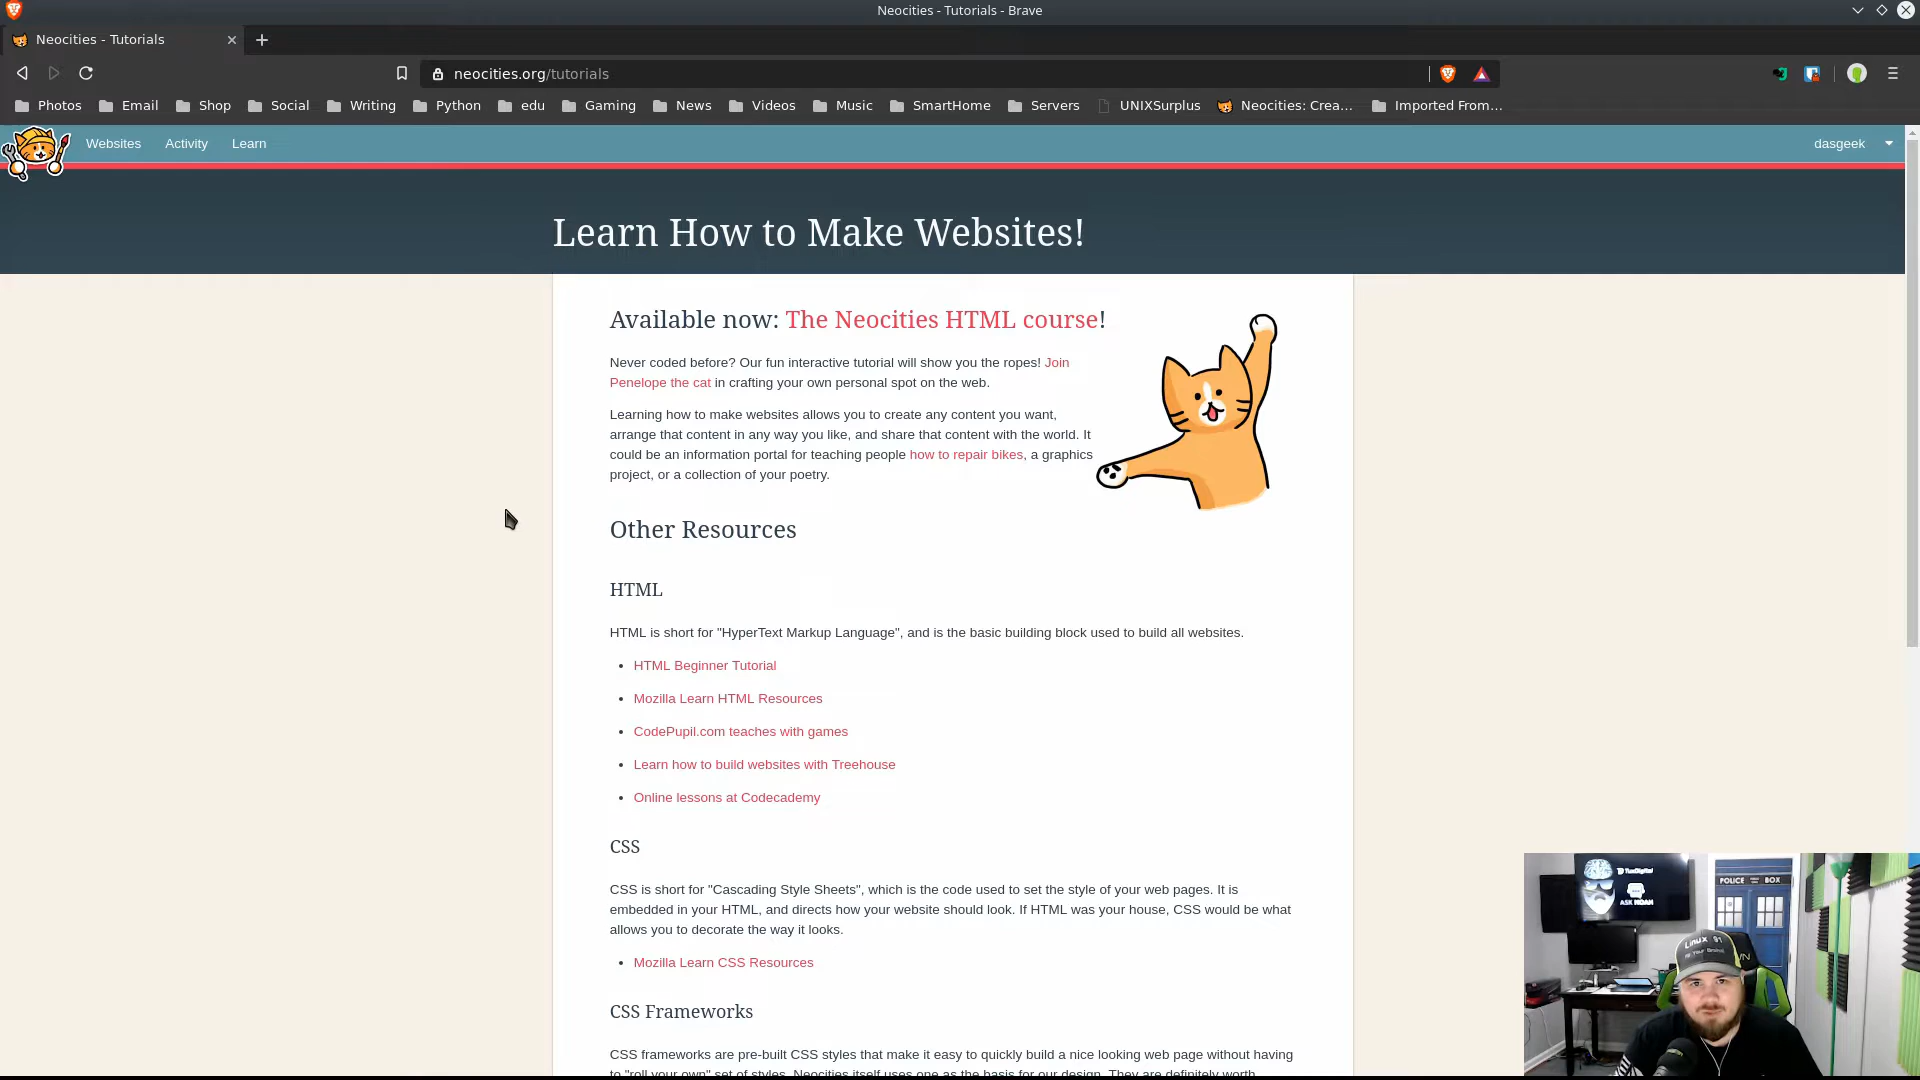 Neocities - Tutorials - Brave
Neocities - Tutorials
neocities.org/tutorials
Photos Email Shop Social Writing Python edu Gaming News Videos Music SmartHome Servers UNIXSurplus Neocities: Crea... Imported From...
Websites Activity Learn dasgeek
Learn How to Make Websites!
Available now: The Neocities HTML course!
Never coded before? Our fun interactive tutorial will show you the ropes! Join
Penelope the cat in crafting your own personal spot on the web.
Learning how to make websites allows you to create any content you want,
arrange that content in any way you like, and share that content with the world. It
could be an information portal for teaching people how to repair bikes, a graphics
project, or a collection of your poetry.
Other Resources
HTML
HTML is short for "HyperText Markup Language", and is the basic building block used to build all websites.
• HTML Beginner Tutorial
• Mozilla Learn HTML Resources
• CodePupil.com teaches with games
• Learn how to build websites with Treehouse
• Online lessons at Codecademy
CSS
CSS is short for "Cascading Style Sheets", which is the code used to set the style of your web pages. It is
embedded in your HTML, and directs how your website should look. If HTML was your house, CSS would be what
allows you to decorate the way it looks.
• Mozilla Learn CSS Resources
CSS Frameworks
CSS frameworks are pre-built CSS styles that make it easy to quickly build a nice looking web page without having
to "roll your own" set of styles. Neocities itself uses one as the basis for our design. They are definitely worth
TuxDigital
ASK NOAH
POLICE BOX
Linux